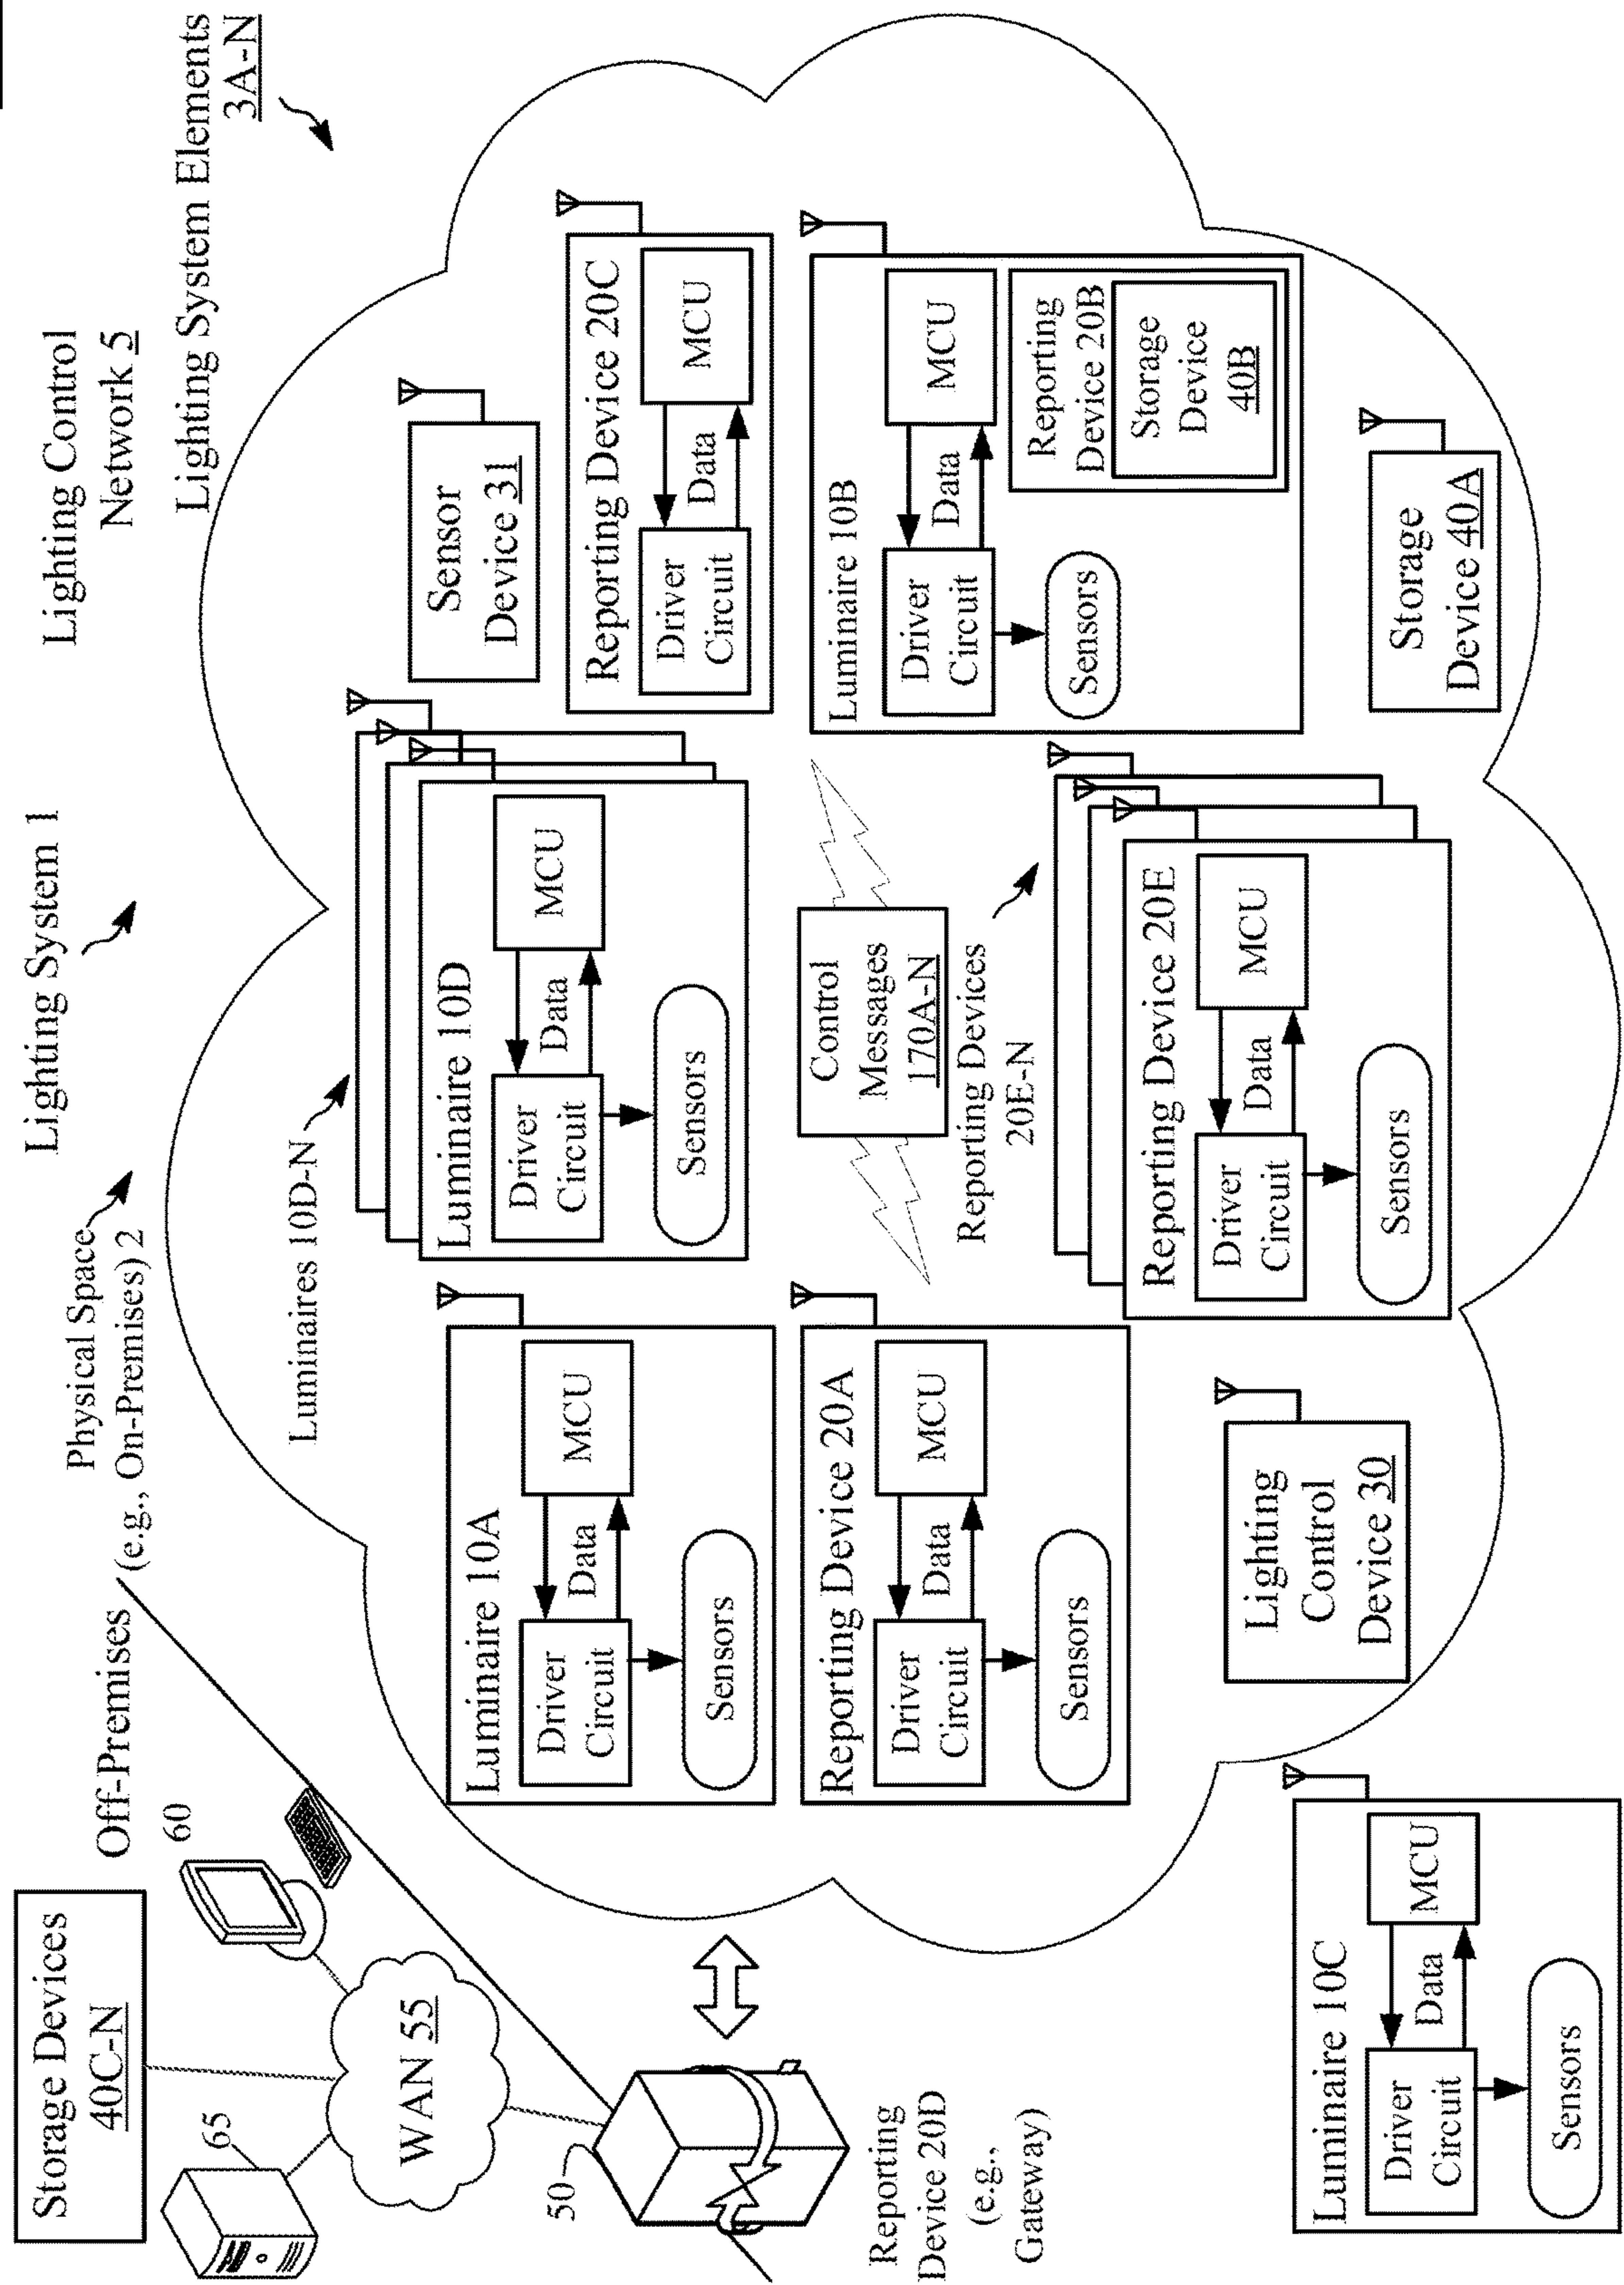 Lighting System 1
Lighting Control
Network 5
Lighting System Elements
3A-N
Physical Space
(e.g., On-Premises) 2
Off-Premises
Storage Devices
40C-N
60
65
WAN 55
50
Reporting
Device 20D
(e.g.,
Gateway)
Luminaires 10D-N
Luminaire 10A
Driver
Circuit
Data
MCU
Sensors
Luminaire 10D
Driver
Circuit
Data
MCU
Sensors
Sensor
Device 31
Reporting Device 20C
Driver
Circuit
Data
MCU
Reporting Device 20A
Driver
Circuit
Data
MCU
Sensors
Control
Messages
170A-N
Luminaire 10B
Driver
Circuit
Data
MCU
Sensors
Reporting
Device 20B
Storage
Device
40B
Reporting Devices
20E-N
Reporting Device 20E
Driver
Circuit
Data
MCU
Sensors
Lighting
Control
Device 30
Storage
Device 40A
Luminaire 10C
Driver
Circuit
Data
MCU
Sensors